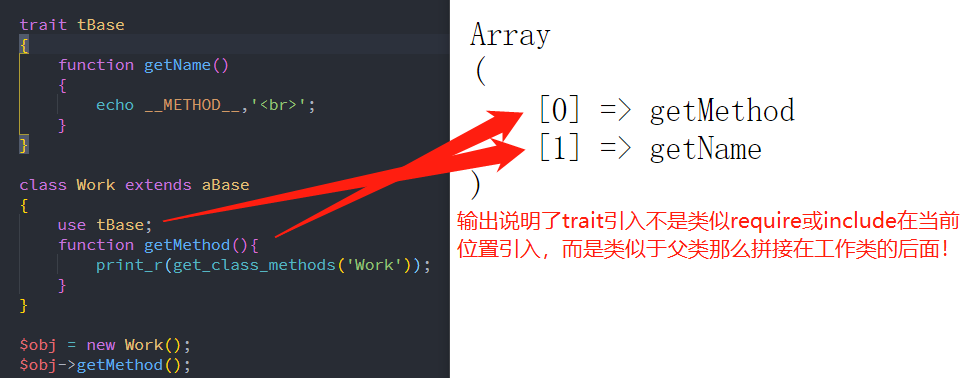 trait tBase
{
function getName()
{
echo __METHOD__,'<br>';
}
}
class Work extends aBase
{
use tBase;
function getMethod(){
print_r(get_class_methods('Work'));
}
}
$obj = new Work();
$obj->getMethod();
Array
(
[0] => getMethod
[1] => getName
)
输出说明了trait引入不是类似require或include在当前
位置引入，而是类似于父类那么拼接在工作类的后面！